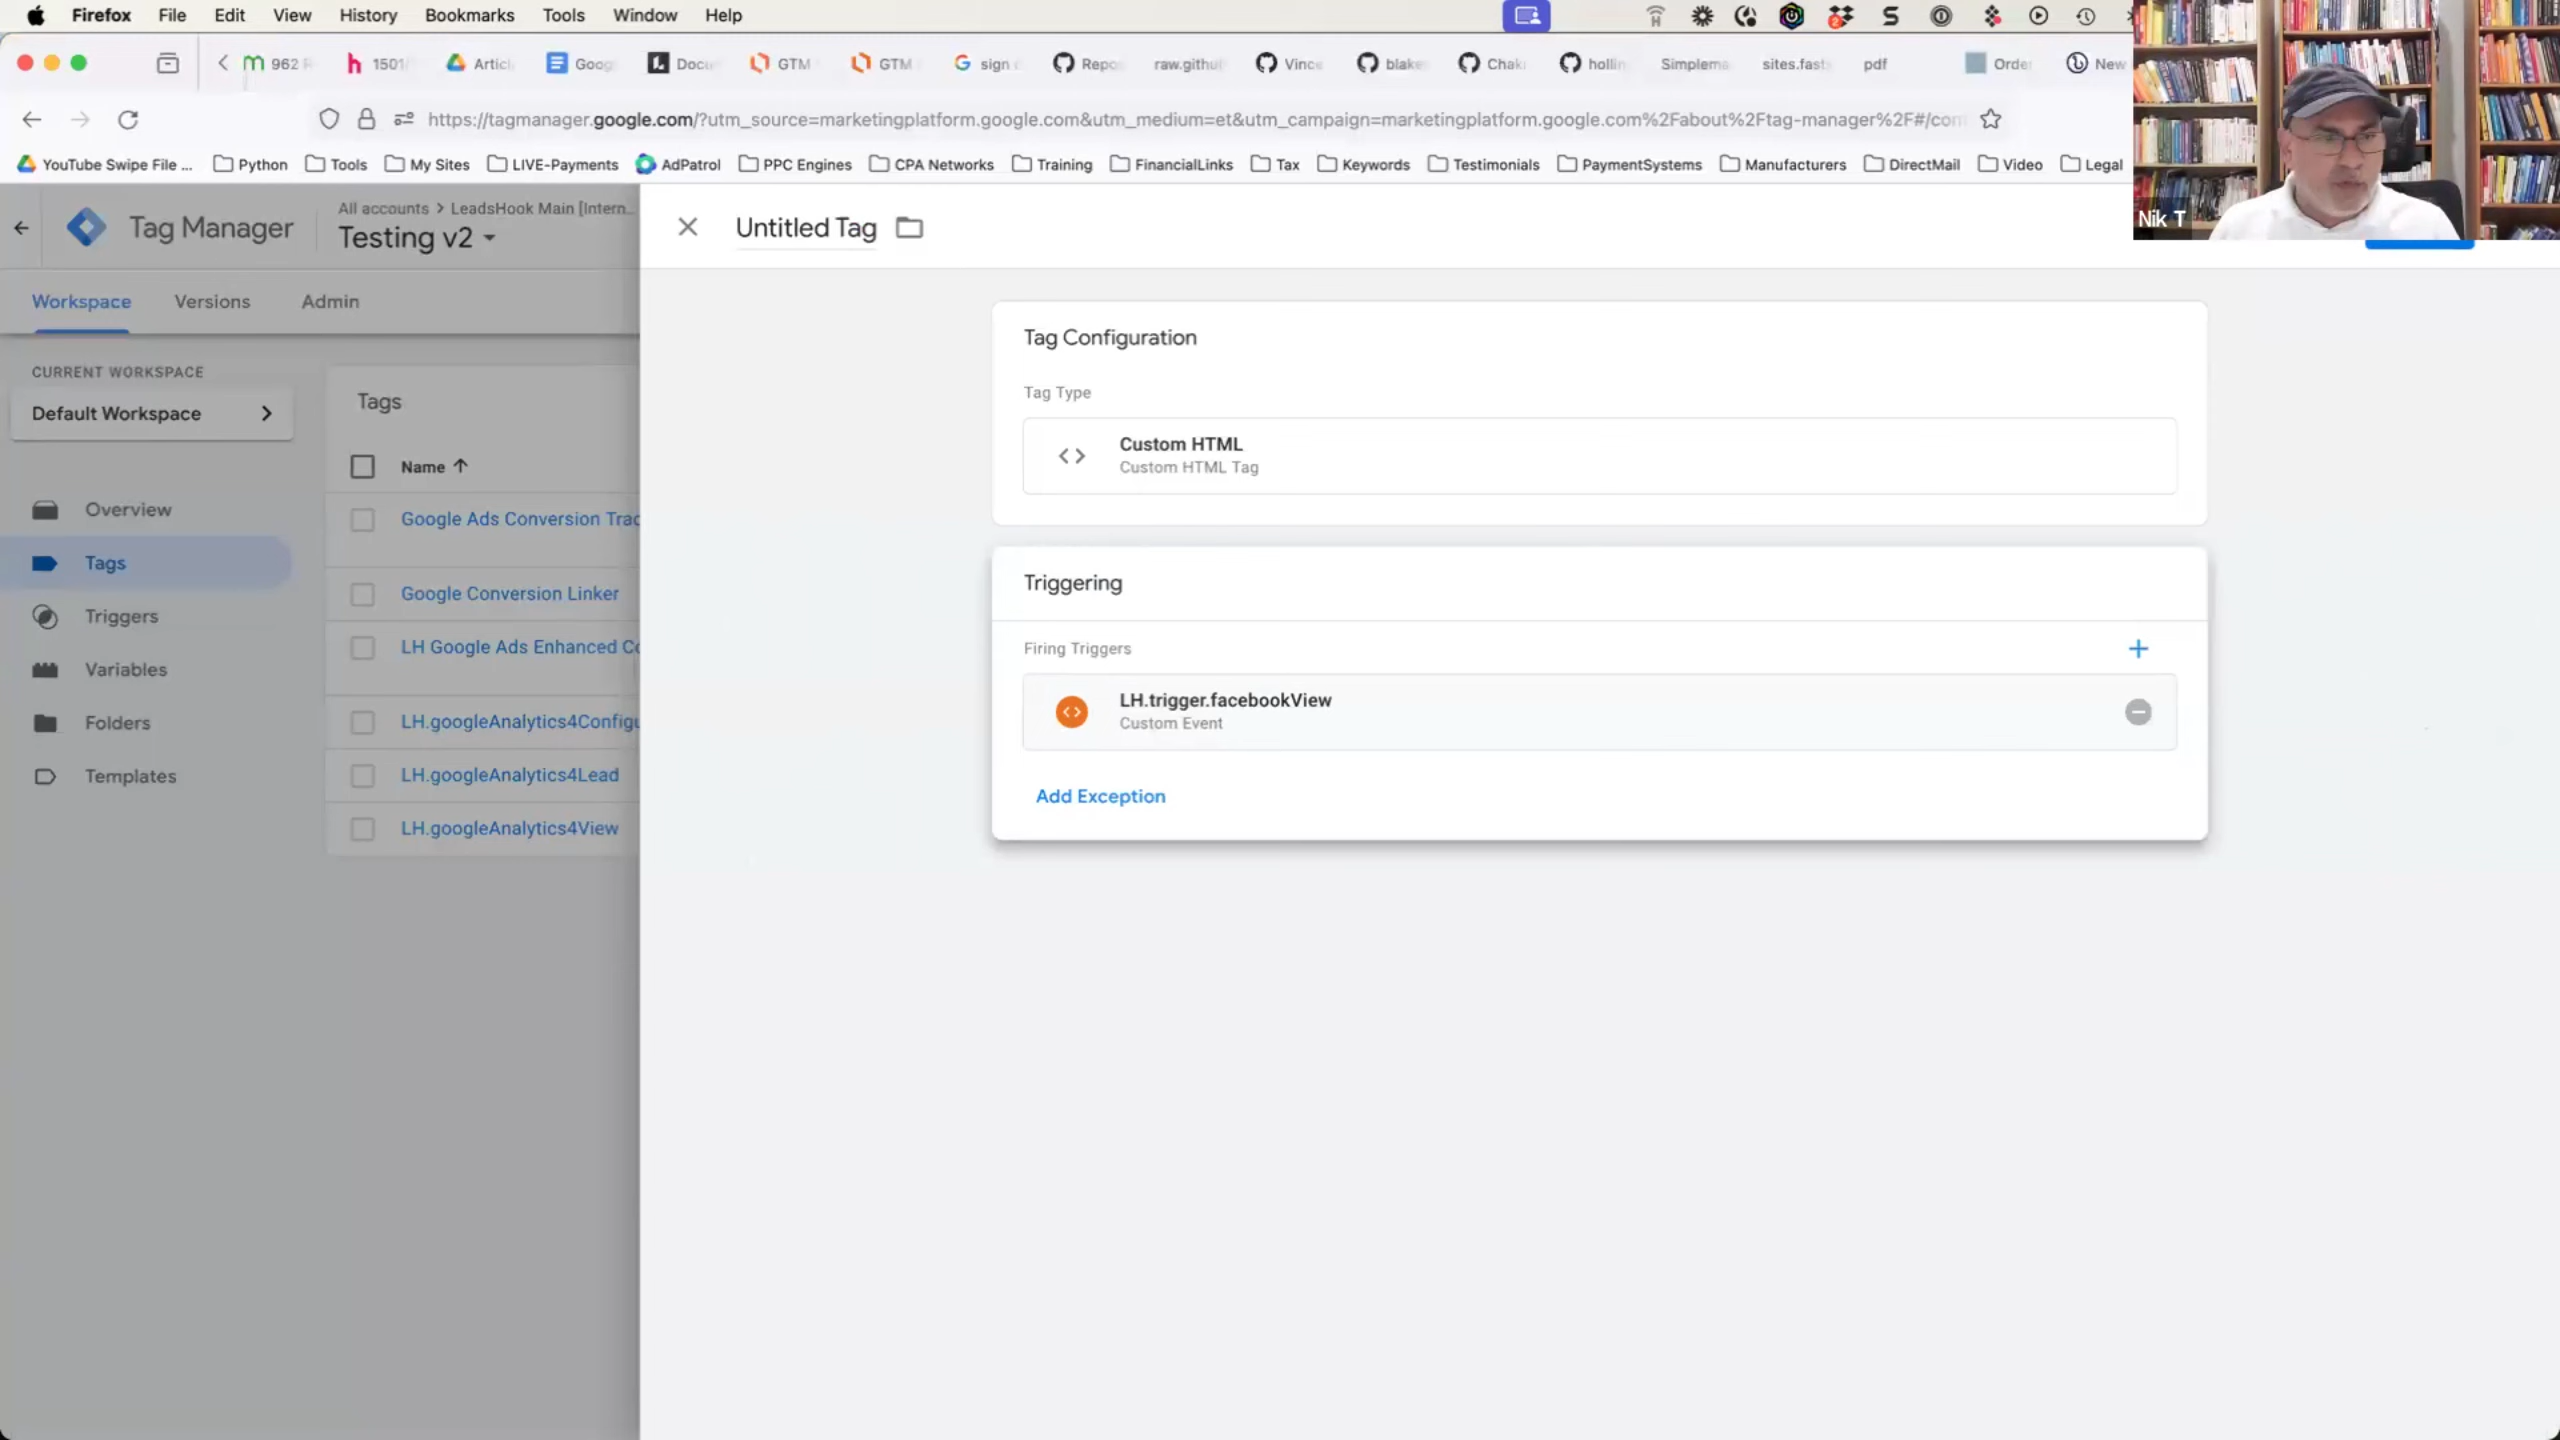 Firefox File Edit View History Bookmarks Tools Window Help
962 1501 Artic Goog Docu GTM GTM sign Repo raw.githu Vince blake Chak hollin Simplema sites.fast pdf Orde New
https://tagmanager.google.com/?utm_source=marketingplatform.google.com&utm_medium=et&utm_campaign=marketingplatform.google.com%2Fabout%2Ftag-manager%2F#/con
YouTube Swipe File ... Python Tools My Sites LIVE-Payments AdPatrol PPC Engines CPA Networks Training FinancialLinks Tax Keywords Testimonials PaymentSystems Manufacturers DirectMail Video Legal
Nik T
Tag Manager
All accounts > LeadsHook Main [Intern...
Testing v2
Untitled Tag
Workspace Versions Admin
CURRENT WORKSPACE
Default Workspace
Overview
Tags
Triggers
Variables
Folders
Templates
Tags
Name
Google Ads Conversion Trac
Google Conversion Linker
LH Google Ads Enhanced Co
LH.googleAnalytics4Configu
LH.googleAnalytics4Lead
LH.googleAnalytics4View
Tag Configuration
Tag Type
Custom HTML
Custom HTML Tag
Triggering
Firing Triggers
LH.trigger.facebookView
Custom Event
Add Exception